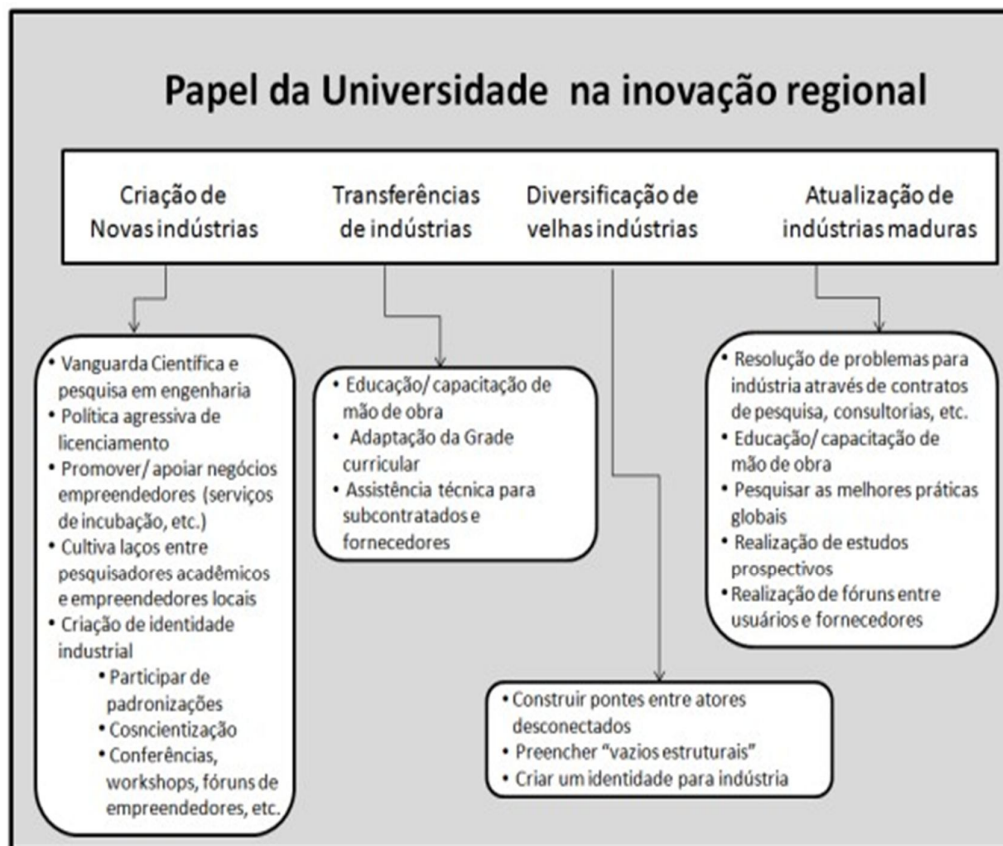 Papel da Universidade na inovação regional
Criação de
Novas indústrias
Transferências
de indústrias
Diversificação de
velhas indústrias
Atualização de
indústrias maduras
• Vanguarda Científica e
pesquisa em engenharia
• Política agressiva de
licenciamento
• Promover/ apoiar negócios
empreendedores (serviços
de incubação, etc.)
• Cultiva laços entre
pesquisadores acadêmicos
e empreendedores locais
• Criação de identidade
industrial
• Participar de
padronizações
• Cosncientização
• Conferências,
workshops, fóruns de
empreendedores, etc.
• Educação/ capacitação de
mão de obra
• Adaptação da Grade
curricular
• Assistência técnica para
subcontratados e
fornecedores
• Construir pontes entre atores
desconectados
• Preencher “vazios estruturais”
• Criar um identidade para indústria
• Resolução de problemas para
indústria através de contratos
de pesquisa, consultorias, etc.
• Educação/ capacitação de
mão de obra
• Pesquisar as melhores práticas
globais
• Realização de estudos
prospectivos
• Realização de fóruns entre
usuários e fornecedores